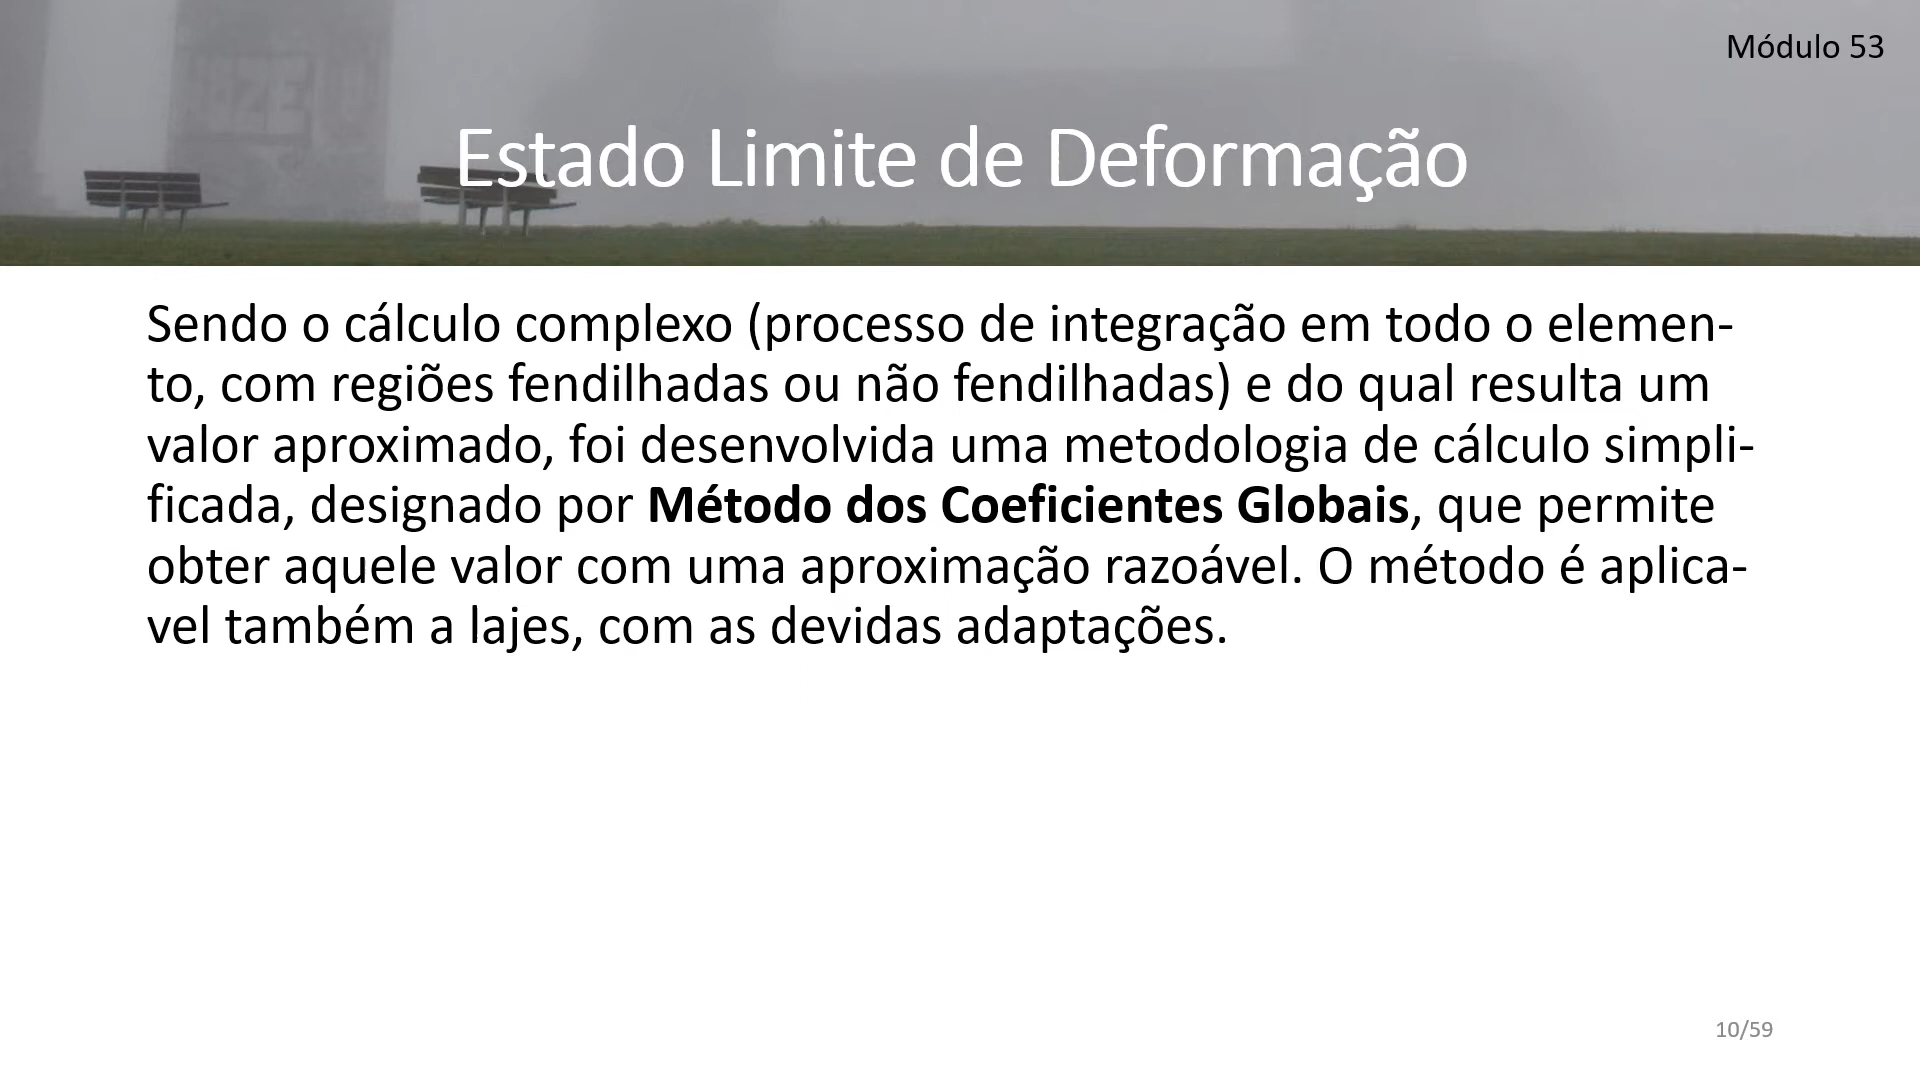 Módulo 53
Estado Limite de Deformação
Sendo o cálculo complexo (processo de integração em todo o elemen-
to, com regiões fendilhadas ou não fendilhadas) e do qual resulta um
valor aproximado, foi desenvolvida uma metodologia de cálculo simpli-
ficada, designado por Método dos Coeficientes Globais, que permite
obter aquele valor com uma aproximação razoável. O método é aplica-
vel também a lajes, com as devidas adaptações.
10/59